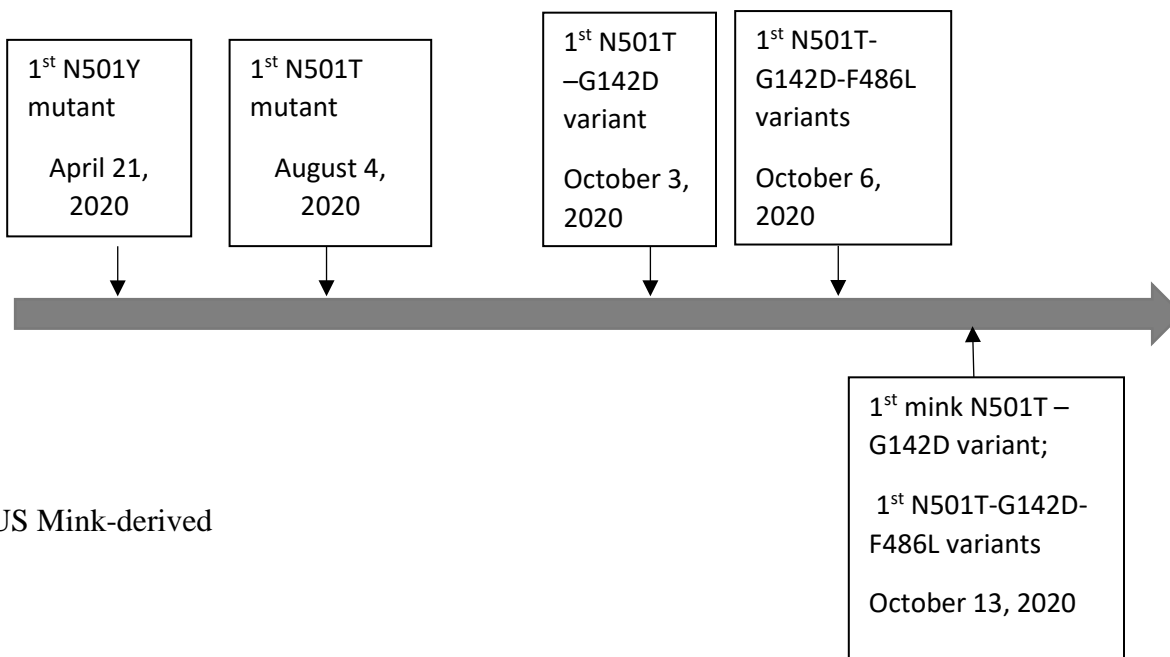 1st N501Y
mutant
April 21,
2020
1st N501T
mutant
August 4,
2020
1st N501T
–G142D
variant
October 3,
2020
1st N501T-
G142D-F486L
variants
October 6,
2020
1st mink N501T –
G142D variant;
1st N501T-G142D-
F486L variants
October 13, 2020
US Mink-derived